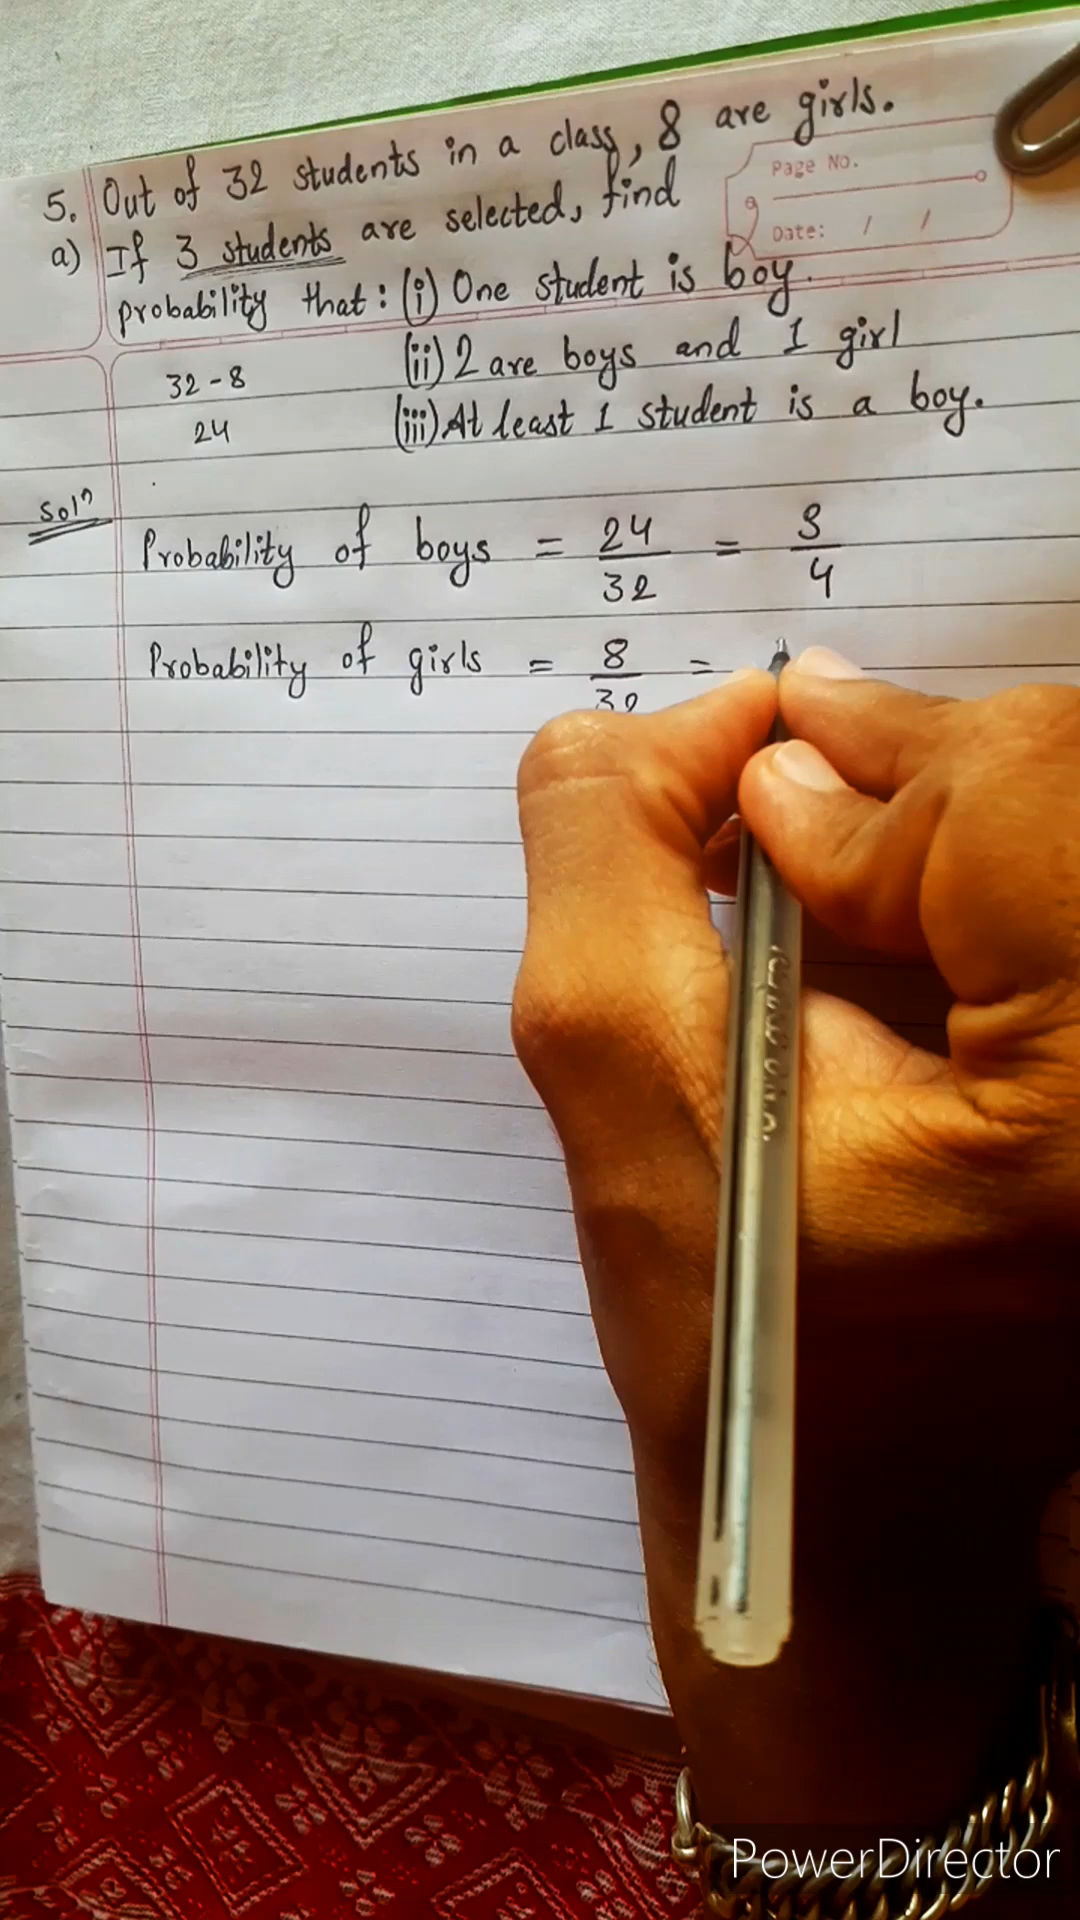 Page No.
Date: / /
5. Out of 32 students in a class, 8 are girls.
a) If 3 students are selected, find
probability that: (i) One student is boy.
(ii) 2 are boys and 1 girl
(iii) At least 1 student is a boy.
32-8
24
Solⁿ
Probability of boys = 24/32 = 3/4
Probability of girls = 8/32 =
PowerDirector